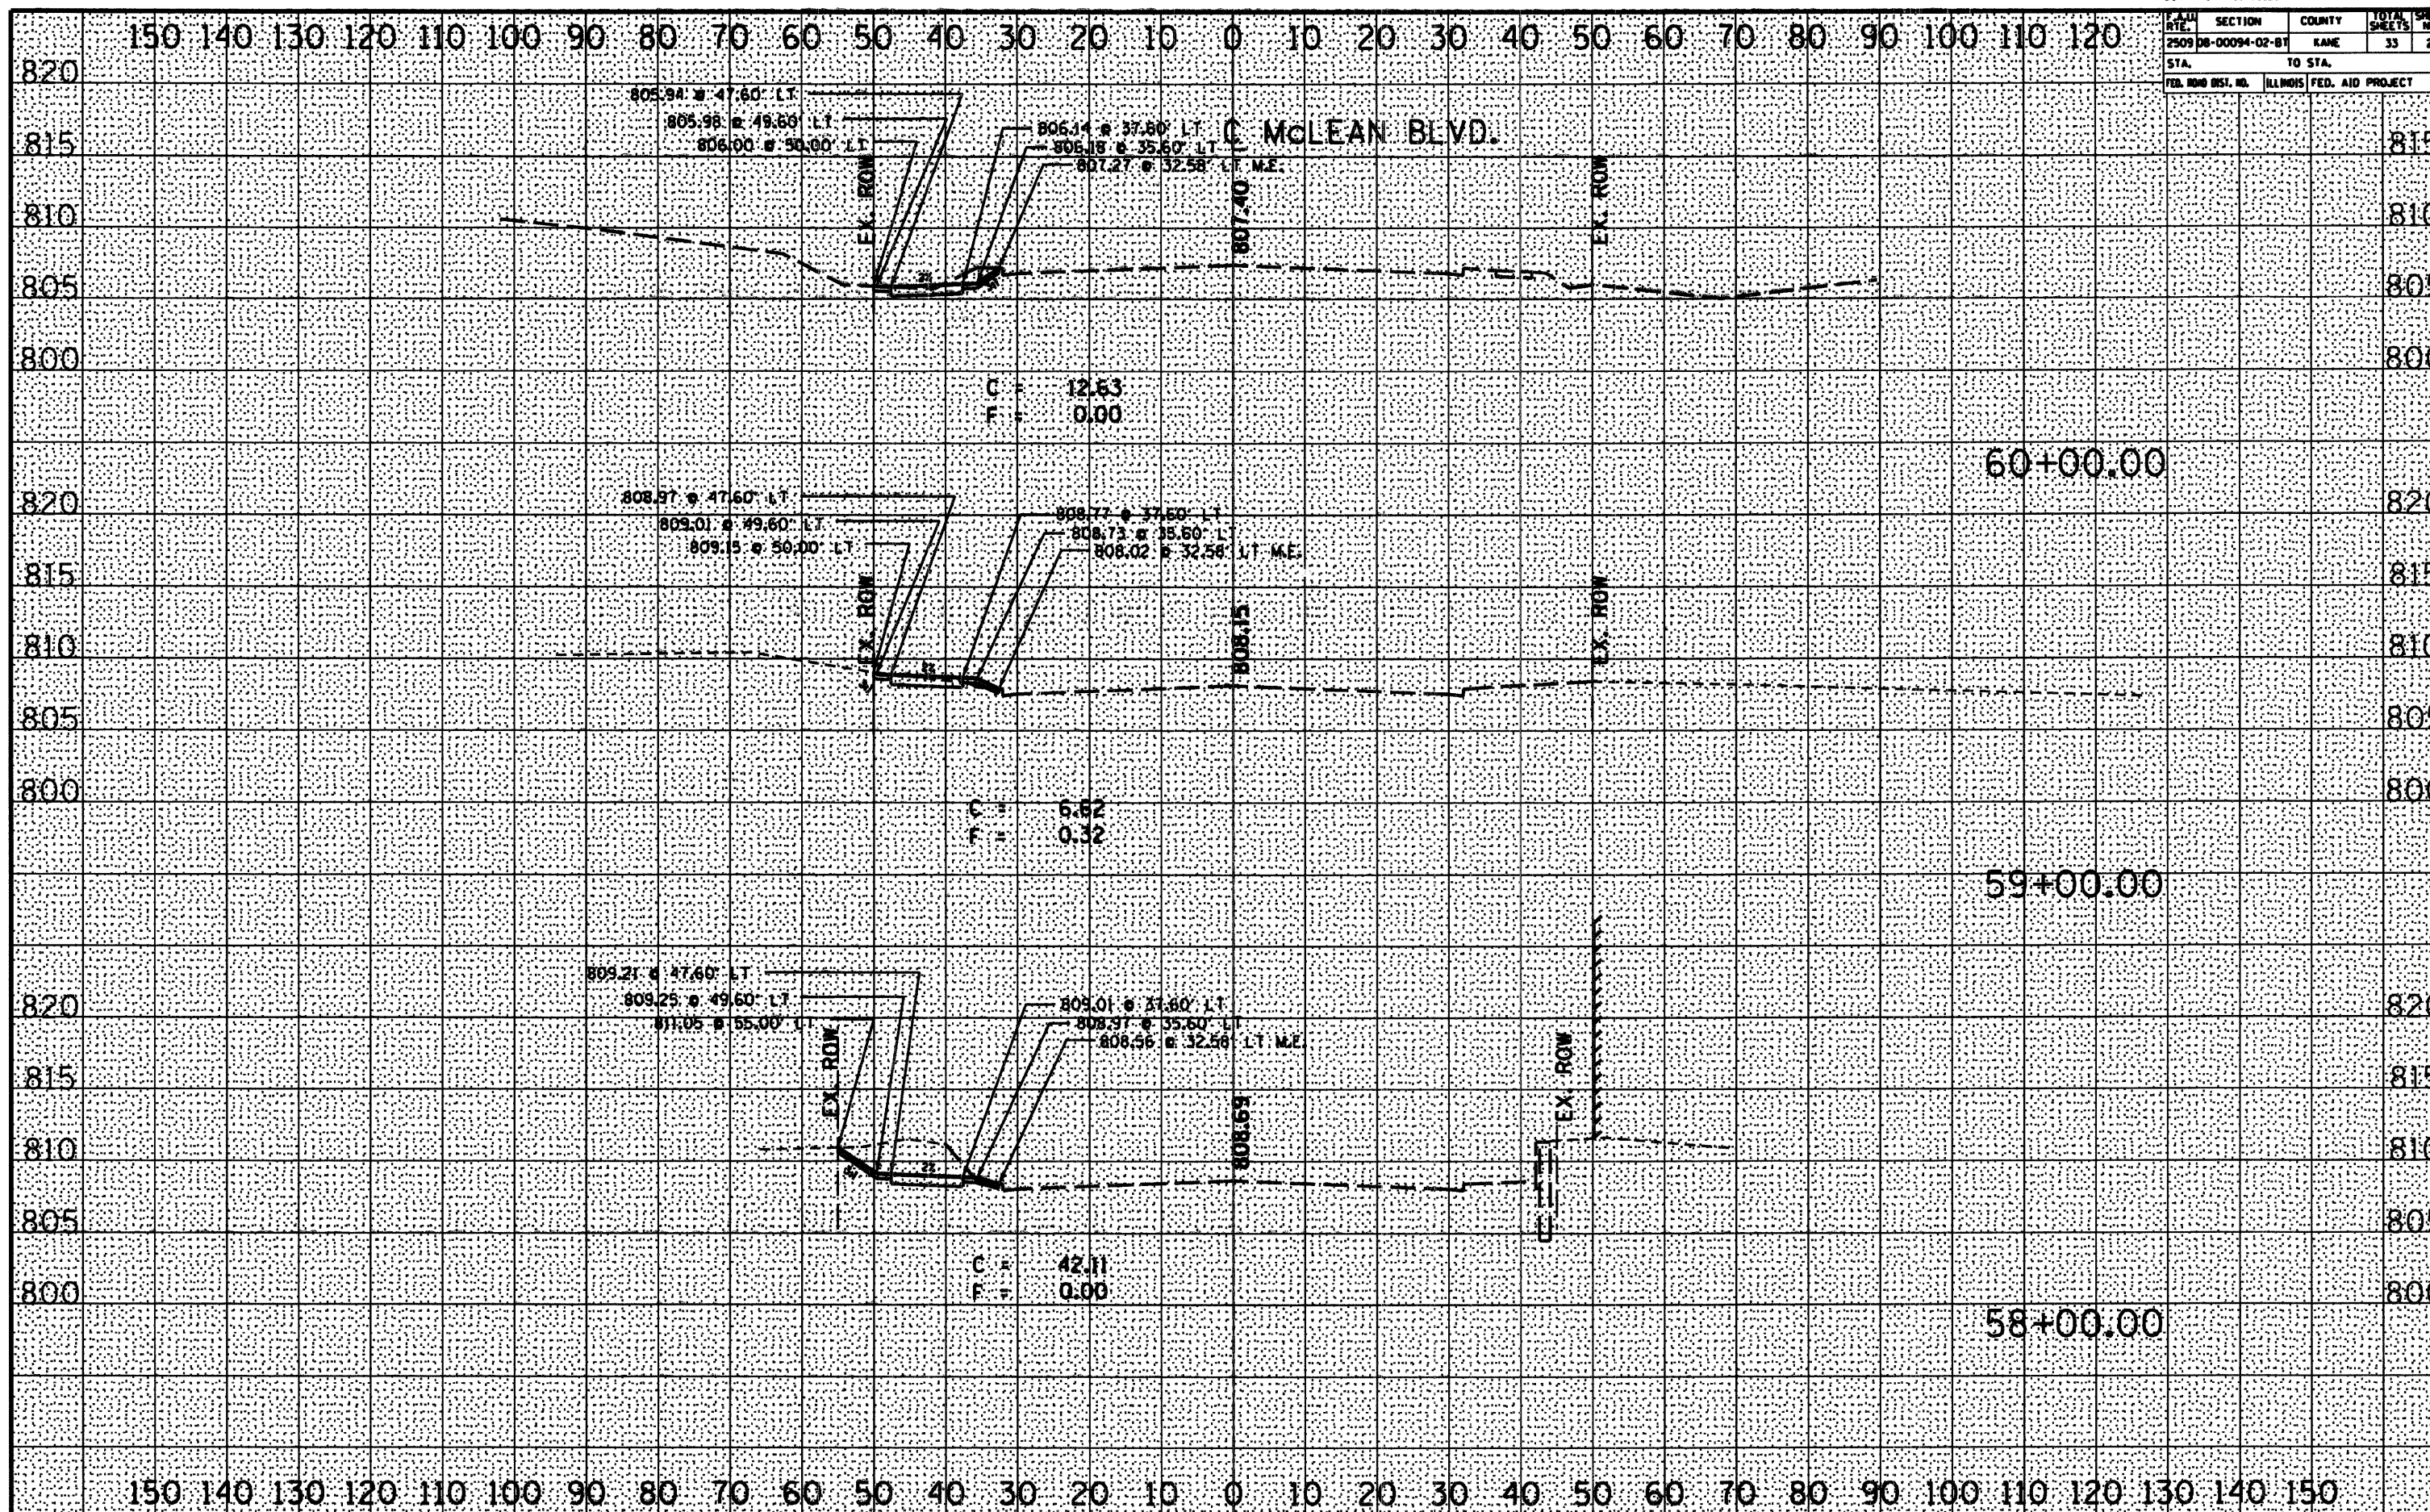 F.A.U. RTE. SECTION COUNTY TOTAL SHEETS
2509 08-00094-02-BT KANE 33
STA. TO STA.
FED. ROAD DIST. NO. ILLINOIS FED. AID PROJECT
150 140 130 120 110 100 90 80 70 60 50 40 30 20 10 0 10 20 30 40 50 60 70 80 90 100 110 120
820
805.94 @ 47.60' LT
805.98 @ 49.60' LT
806.00 @ 50.00' LT
806.14 @ 37.60' LT
806.18 @ 35.60' LT
807.27 @ 32.58' LT M.E.
℄ McLEAN BLVD.
815
EX. ROW
807.40
EX. ROW
810
2%
805
800
C = 12.63
F = 0.00
60+00.00
820
808.97 @ 47.60' LT
809.01 @ 49.60' LT
809.15 @ 50.00' LT
808.77 @ 37.60' LT
808.73 @ 35.60' LT
808.02 @ 32.58' LT M.E.
815
EX. ROW
808.15
EX. ROW
810
2%
805
800
C = 6.62
F = 0.32
59+00.00
820
809.21 @ 47.60' LT
809.25 @ 49.60' LT
811.05 @ 55.00' LT
809.01 @ 37.60' LT
808.97 @ 35.60' LT
808.56 @ 32.58' LT M.E.
815
EX. ROW
808.69
EX. ROW
810
2%
805
800
C = 42.11
F = 0.00
58+00.00
150 140 130 120 110 100 90 80 70 60 50 40 30 20 10 0 10 20 30 40 50 60 70 80 90 100 110 120 130 140 150